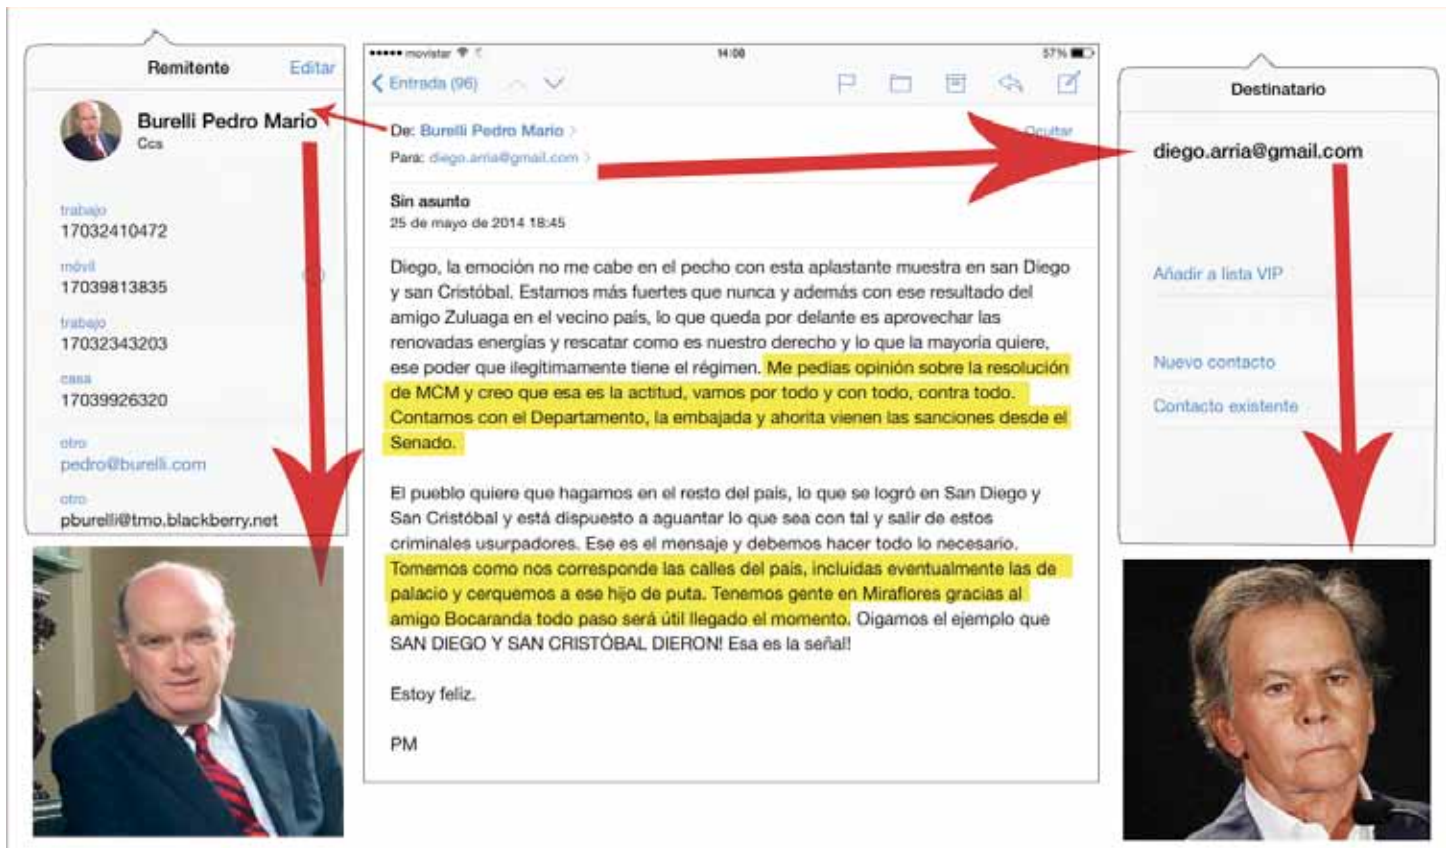 Remitente
Editar
Burelli Pedro Mario
Ccs
trabajo
17032410472
móvil
17039813835
trabajo
17032343203
casa
17039926320
otro
pedro@burelli.com
otro
pburelli@tmo.blackberry.net
movistar
14:00
57%
Entrada (96)
De: Burelli Pedro Mario
Ocultar
Para: diego.arria@gmail.com
Sin asunto
25 de mayo de 2014 18:45
Diego, la emoción no me cabe en el pecho con esta aplastante muestra en san Diego
y san Cristóbal. Estamos más fuertes que nunca y además con ese resultado del
amigo Zuluaga en el vecino país, lo que queda por delante es aprovechar las
renovadas energías y rescatar como es nuestro derecho y lo que la mayoría quiere,
ese poder que ilegítimamente tiene el régimen. Me pedías opinión sobre la resolución
de MCM y creo que esa es la actitud, vamos por todo y con todo, contra todo.
Contamos con el Departamento, la embajada y ahorita vienen las sanciones desde el
Senado.
El pueblo quiere que hagamos en el resto del país, lo que se logró en San Diego y
San Cristóbal y está dispuesto a aguantar lo que sea con tal y salir de estos
criminales usurpadores. Ese es el mensaje y debemos hacer todo lo necesario.
Tomemos como nos corresponde las calles del país, incluidas eventualmente las de
palacio y cerquemos a ese hijo de puta. Tenemos gente en Miraflores gracias al
amigo Bocaranda todo paso será útil llegado el momento. Oigamos el ejemplo que
SAN DIEGO Y SAN CRISTÓBAL DIERON! Esa es la señal!
Estoy feliz.
PM
Destinatario
diego.arria@gmail.com
Añadir a lista VIP
Nuevo contacto
Contacto existente